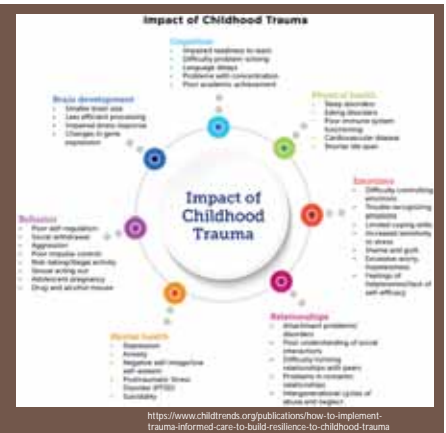 Impact of Childhood Trauma
Cognition
Impaired readiness to learn
Difficulty problem solving
Language delays
Problems with concentration
Poor academic achievement
Physical health
Sleep disorders
Eating disorders
Poor immune system
functioning
Cardiovascular disease
Shorter life span
Brain development
Smaller brain size
Less efficient processing
Impaired stress response
Changes in gene
expression
Emotions
Difficulty controlling
emotions
Trouble recognizing
emotions
Limited coping skills
Increased sensitivity
to stress
Shame and guilt
Excessive worry,
hopelessness
Feelings of
helplessness/lack of
self-efficacy
Impact of
Childhood
Trauma
Behavior
Poor self-regulation
Social withdrawal
Aggression
Poor impulse control
Risk-taking/illegal activity
Sexual acting out
Adolescent pregnancy
Drug and alcohol misuse
Relationships
Attachment problems/
disorders
Poor understanding of social
interactions
Difficulty forming
relationships with peers
Problems in romantic
relationships
Intergenerational cycles of
abuse and neglect
Mental health
Depression
Anxiety
Negative self-image/low
self-esteem
Posttraumatic Stress
Disorder (PTSD)
Suicidality
https://www.childtrends.org/publications/how-to-implement-
trauma-informed-care-to-build-resilience-to-childhood-trauma